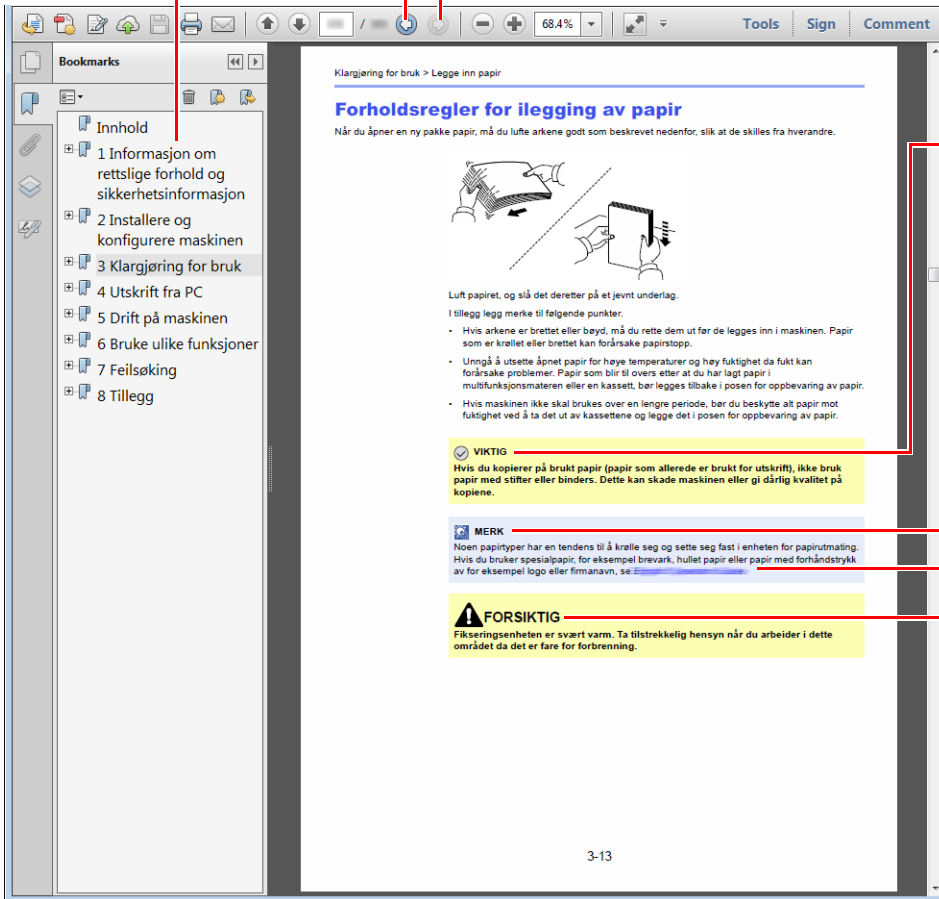 68.4%
Tools Sign Comment
Bookmarks
Innhold
1 Informasjon om
rettslige forhold og
sikkerhetsinformasjon
2 Installere og
konfigurere maskinen
3 Klargjøring for bruk
4 Utskrift fra PC
5 Drift på maskinen
6 Bruke ulike funksjoner
7 Feilsøking
8 Tillegg
Klargjøring for bruk > Legge inn papir
Forholdsregler for ilegging av papir
Når du åpner en ny pakke papir, må du lufte arkene godt som beskrevet nedenfor, slik at de skilles fra hverandre.
Luft papiret, og slå det deretter på et jevnt underlag.
I tillegg legg merke til følgende punkter.
• Hvis arkene er brettet eller bøyd, må du rette dem ut før de legges inn i maskinen. Papir
som er krøllet eller brettet kan forårsake papirstopp.
• Unngå å utsette åpnet papir for høye temperaturer og høy fuktighet da fukt kan
forårsake problemer. Papir som blir til overs etter at du har lagt papir i
multifunksjonsmateren eller en kassett, bør legges tilbake i posen for oppbevaring av papir.
• Hvis maskinen ikke skal brukes over en lengre periode, bør du beskytte alt papir mot
fuktighet ved å ta det ut av kassettene og legge det i posen for oppbevaring av papir.
VIKTIG
Hvis du kopierer på brukt papir (papir som allerede er brukt for utskrift), ikke bruk
papir med stifter eller binders. Dette kan skade maskinen eller gi dårlig kvalitet på
kopiene.
MERK
Noen papirtyper har en tendens til å krølle seg og sette seg fast i enheten for papirutmating.
Hvis du bruker spesialpapir, for eksempel brevark, hullet papir eller papir med forhåndstrykk
av for eksempel logo eller firmanavn, se
FORSIKTIG
Fikseringsenheten er svært varm. Ta tilstrekkelig hensyn når du arbeider i dette
området da det er fare for forbrenning.
3-13